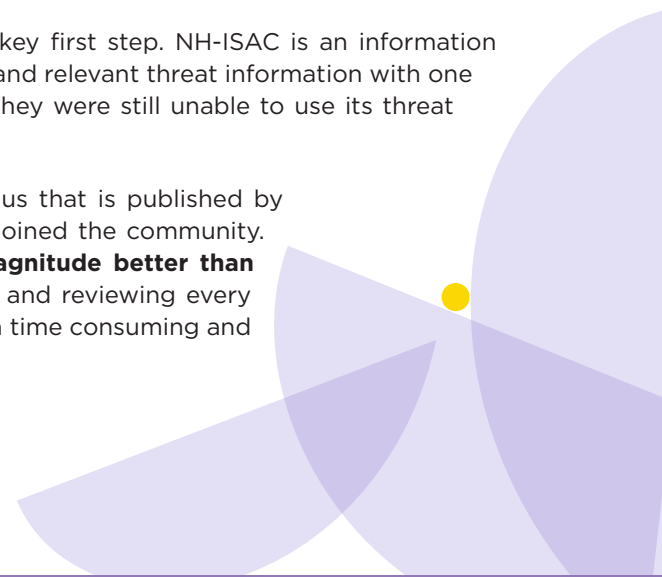 key first step. NH-ISAC is an information
and relevant threat information with one
hey were still unable to use its threat
us that is published by
oined the community.
agnitude better than
and reviewing every
time consuming and